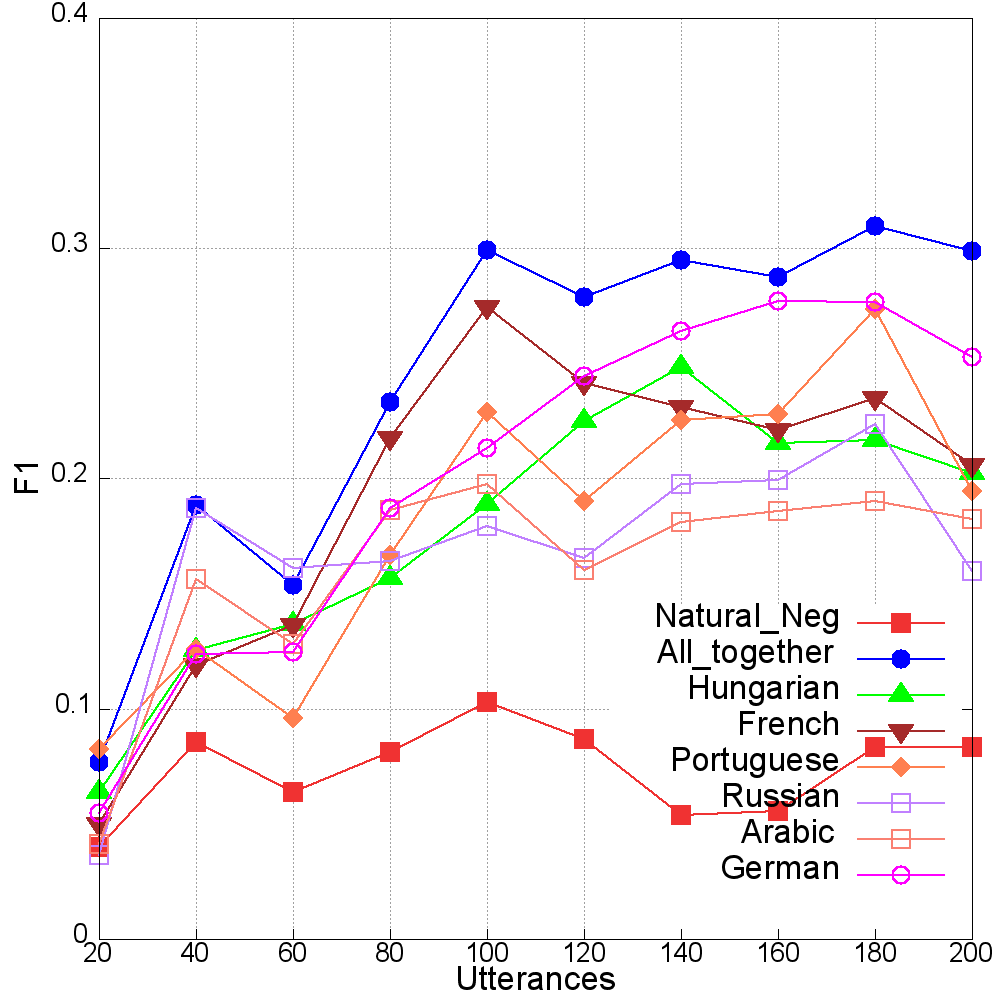 0.4
0.3
0.2
0.1
0
F1
Natural_Neg
All_together
Hungarian
French
Portuguese
Russian
Arabic
German
20 40 60 80 100 120 140 160 180 200
Utterances